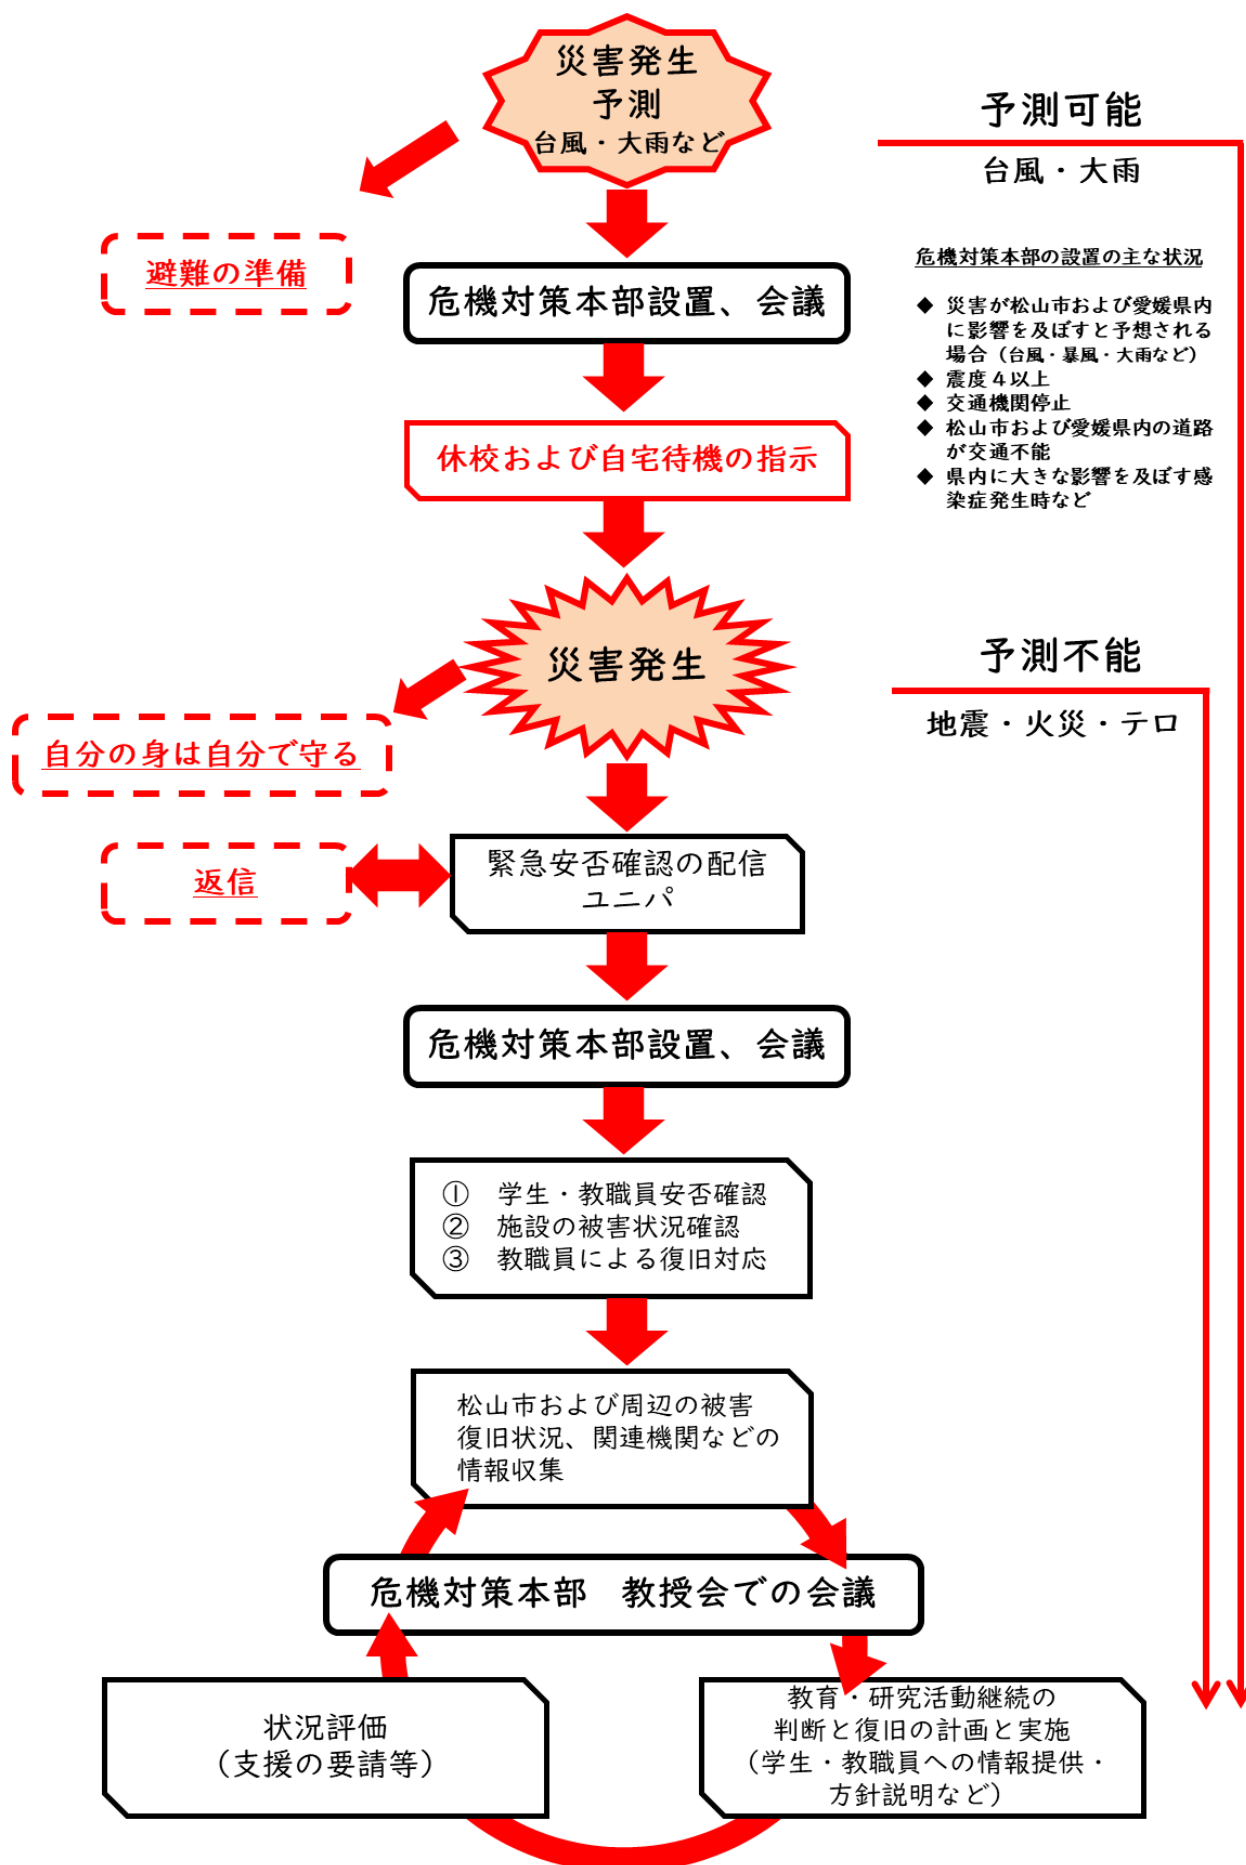 災害発生
予測
台風・大雨など
予測可能
台風・大雨
避難の準備
危機対策本部設置、会議
危機対策本部の設置の主な状況
◆ 災害が松山市および愛媛県内
に影響を及ぼすと予想される
場合（台風・暴風・大雨など）
◆ 震度４以上
◆ 交通機関停止
◆ 松山市および愛媛県内の道路
が交通不能
◆ 県内に大きな影響を及ぼす感
染症発生時など
休校および自宅待機の指示
災害発生
予測不能
地震・火災・テロ
自分の身は自分で守る
緊急安否確認の配信
ユニパ
返信
危機対策本部設置、会議
① 学生・教職員安否確認
② 施設の被害状況確認
③ 教職員による復旧対応
松山市および周辺の被害
復旧状況、関連機関などの
情報収集
危機対策本部　教授会での会議
状況評価
（支援の要請等）
教育・研究活動継続の
判断と復旧の計画と実施
（学生・教職員への情報提供・
方針説明など）